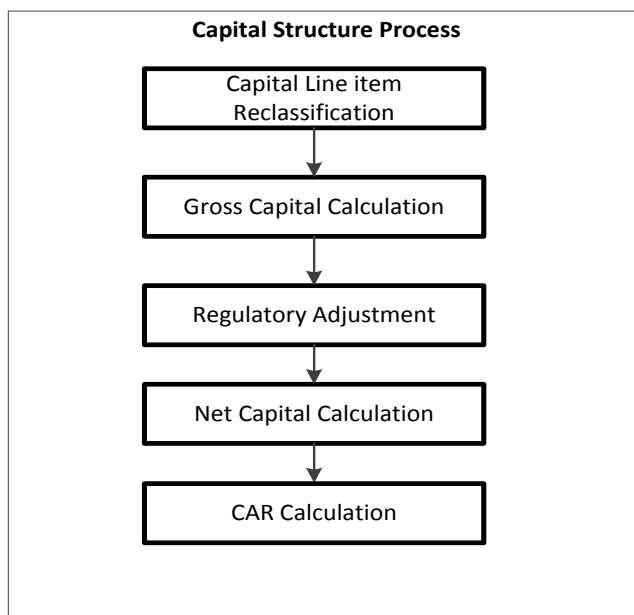 Capital Structure Process
Capital Line item
Reclassification
Gross Capital Calculation
Regulatory Adjustment
Net Capital Calculation
CAR Calculation